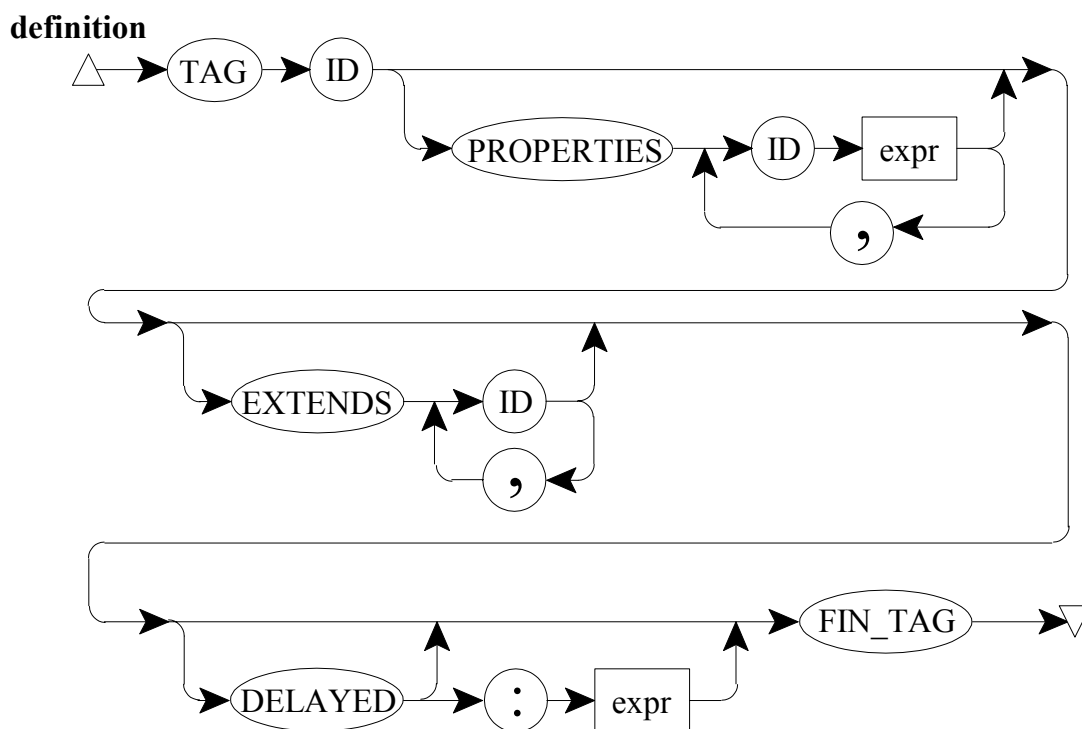 definition
TAG ID
PROPERTIES ID expr
,
EXTENDS ID
,
FIN_TAG
DELAYED : expr